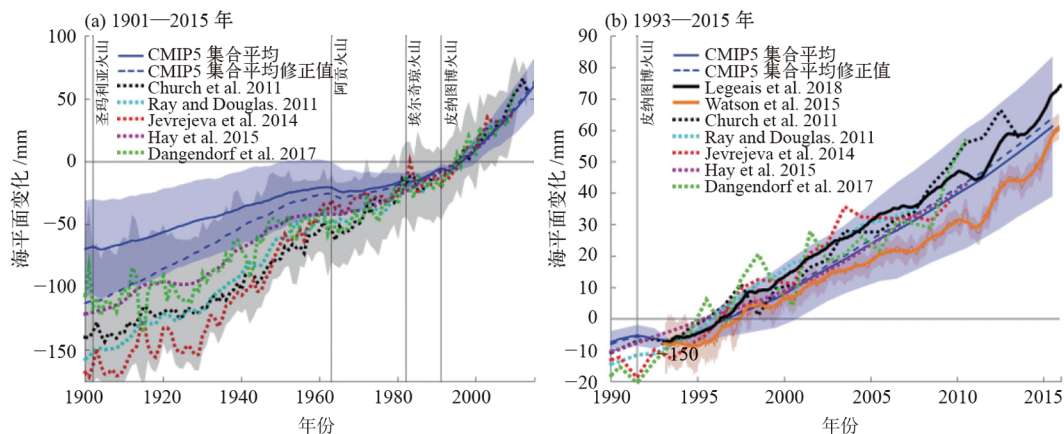 (a) 1901—2015 年
100
50
0
−50
−100
−150
海平面变化 /mm
CMIP5 集合平均
CMIP5 集合平均修正值
Church et al. 2011
Ray and Douglas. 2011
Jevrejeva et al. 2014
Hay et al. 2015
Dangendorf et al. 2017
圣玛利亚火山
阿贡火山
埃尔奇琼火山
皮纳图博火山
1900 1920 1940 1960 1980 2000
年份
(b) 1993—2015 年
90
80
70
60
50
40
30
20
10
0
−10
−20
海平面变化 /mm
皮纳图博火山
CMIP5 集合平均
CMIP5 集合平均修正值
Legeais et al. 2018
Watson et al. 2015
Church et al. 2011
Ray and Douglas. 2011
Jevrejeva et al. 2014
Hay et al. 2015
Dangendorf et al. 2017
−150
1990 1995 2000 2005 2010 2015
年份